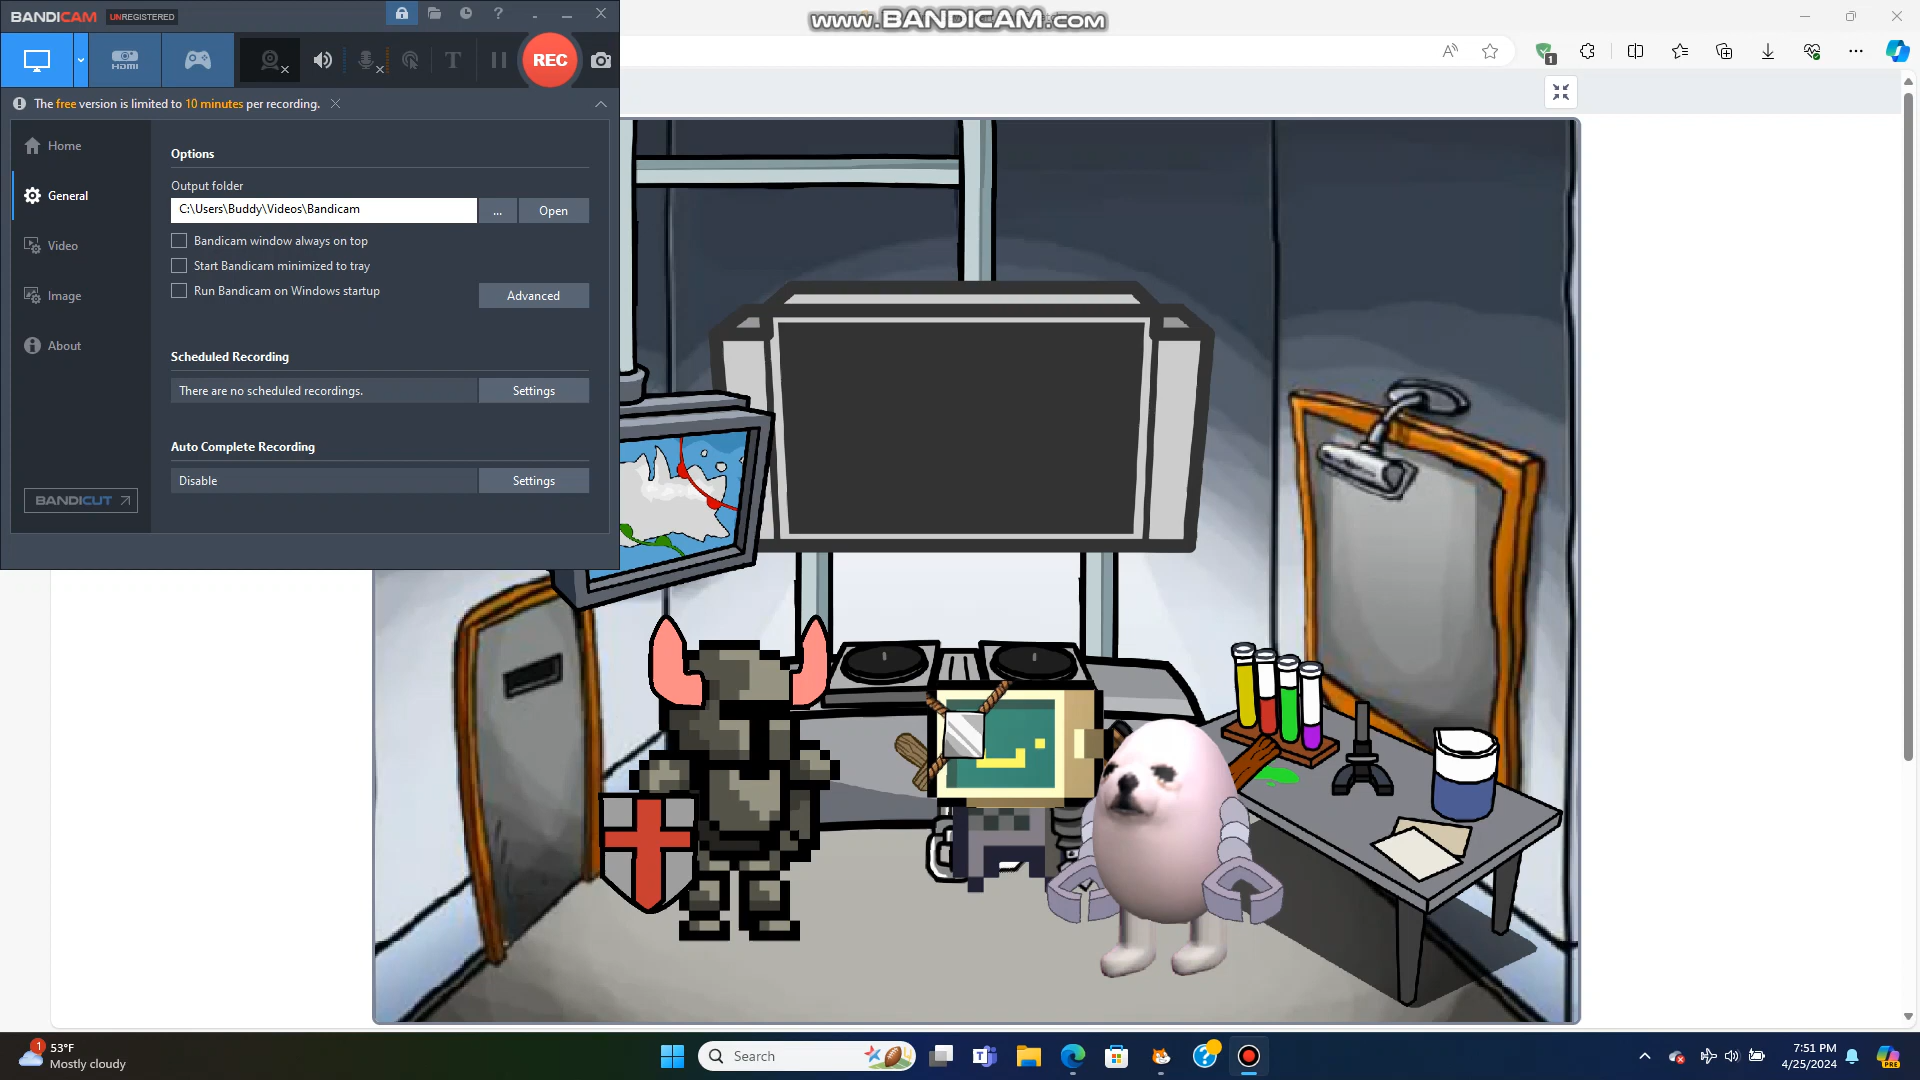 BANDICAM UNREGISTERED
www.BANDICAM.com
HDMI
T
REC
The free version is limited to 10 minutes per recording.
Home
General
Video
Image
About
BANDICUT
Options
Output folder
C:\Users\Buddy\Videos\Bandicam
...
Open
Bandicam window always on top
Start Bandicam minimized to tray
Run Bandicam on Windows startup
Advanced
Scheduled Recording
There are no scheduled recordings.
Settings
Auto Complete Recording
Disable
Settings
1
1
53°F
Mostly cloudy
Search
7:51 PM
4/25/2024
PRE